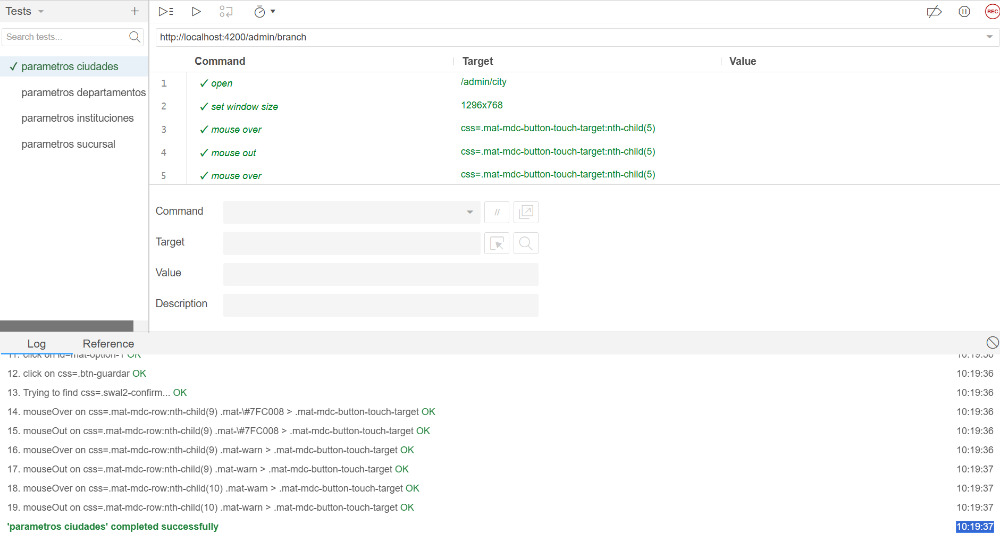 Tests
REC
Search tests...
http://localhost:4200/admin/branch
Command Target Value
✓ parametros ciudades
parametros departamentos
parametros instituciones
parametros sucursal
1 ✓ open /admin/city
2 ✓ set window size 1296x768
3 ✓ mouse over css=.mat-mdc-button-touch-target:nth-child(5)
4 ✓ mouse out css=.mat-mdc-button-touch-target:nth-child(5)
5 ✓ mouse over css=.mat-mdc-button-touch-target:nth-child(5)
Command //
Target
Value
Description
Log Reference
11. click on id=mat-option-1 OK 10:19:36
12. click on css=.btn-guardar OK 10:19:36
13. Trying to find css=.swal2-confirm... OK 10:19:36
14. mouseOver on css=.mat-mdc-row:nth-child(9) .mat-\#7FC008 > .mat-mdc-button-touch-target OK 10:19:36
15. mouseOut on css=.mat-mdc-row:nth-child(9) .mat-\#7FC008 > .mat-mdc-button-touch-target OK 10:19:36
16. mouseOver on css=.mat-mdc-row:nth-child(9) .mat-warn > .mat-mdc-button-touch-target OK 10:19:36
17. mouseOut on css=.mat-mdc-row:nth-child(9) .mat-warn > .mat-mdc-button-touch-target OK 10:19:37
18. mouseOver on css=.mat-mdc-row:nth-child(10) .mat-warn > .mat-mdc-button-touch-target OK 10:19:37
19. mouseOut on css=.mat-mdc-row:nth-child(10) .mat-warn > .mat-mdc-button-touch-target OK 10:19:37
'parametros ciudades' completed successfully 10:19:37